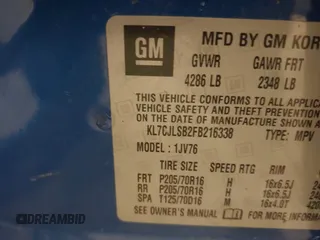 GM
MFD BY GM KOR
GVWR GAWR FRT
4286 LB 2348 LB
THIS VEHICLE CONFORMS TO ALL APPLICA
VEHICLE SAFETY AND THEFT PREVENTION
ON THE DATE OF MANUFACTURE SHOWN A
KL7CJLSB2FB216338 TYPE: MPV
MODEL: 1JV76
TIRE SIZE SPEED RTG RIM
FRT P205/70R16 H 16x6.5J
RR P205/70R16 H 16x6.5J
SPA T125/70D16 M 16x4.0T
SEE OWNER'S MANUAL FOR MORE INFORMATION
AUTOBIDMASTER